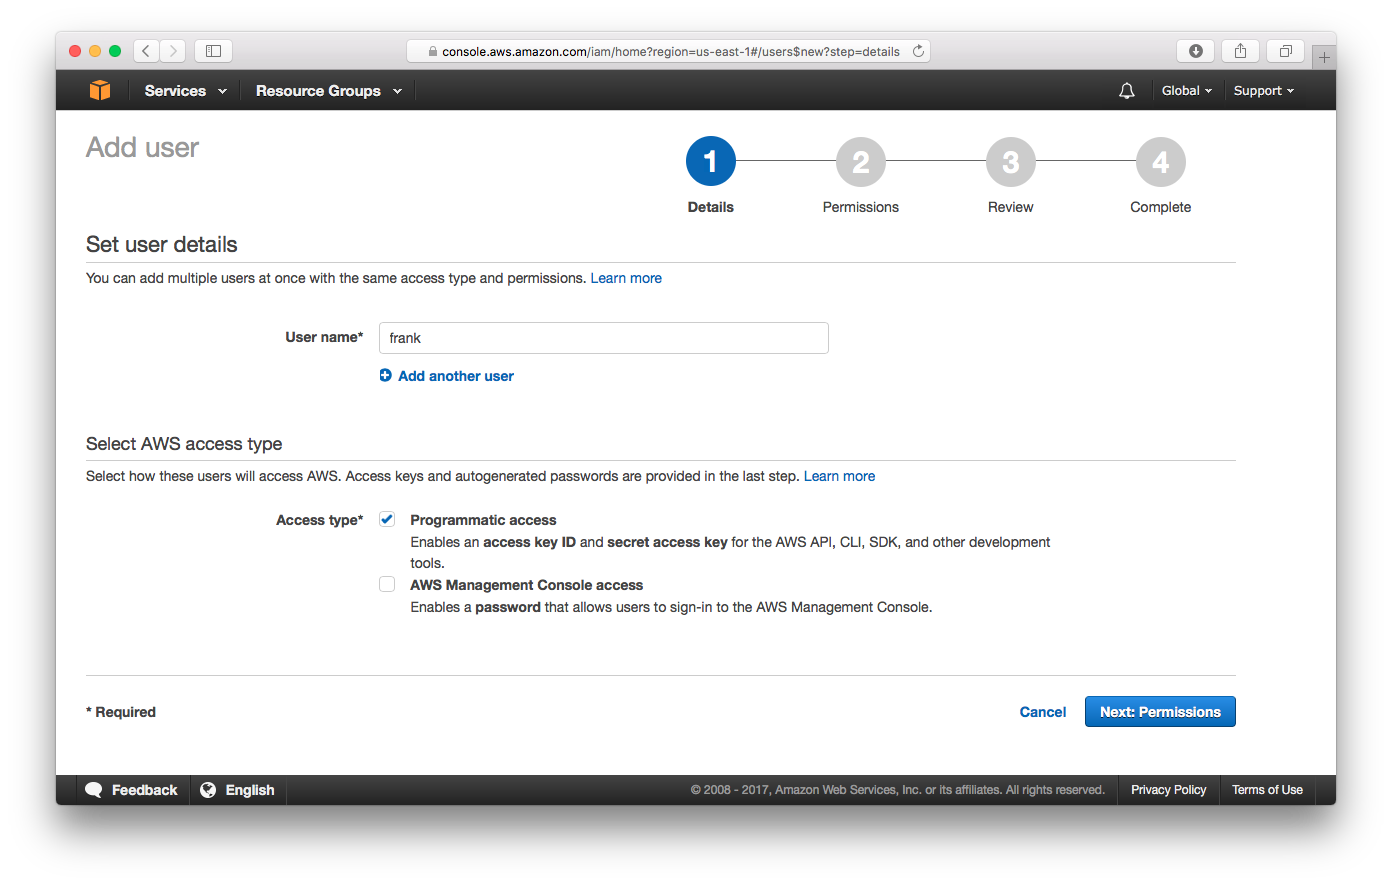 console.aws.amazon.com/iam/home?region=us-east-1#/users$new?step=details
Services
Resource Groups
Global
Support
Add user
1
2
3
4
Details
Permissions
Review
Complete
Set user details
You can add multiple users at once with the same access type and permissions. Learn more
User name*
frank
Add another user
Select AWS access type
Select how these users will access AWS. Access keys and autogenerated passwords are provided in the last step. Learn more
Access type*
Programmatic access
Enables an access key ID and secret access key for the AWS API, CLI, SDK, and other development
tools.
AWS Management Console access
Enables a password that allows users to sign-in to the AWS Management Console.
* Required
Cancel
Next: Permissions
Feedback
English
© 2008 - 2017, Amazon Web Services, Inc. or its affiliates. All rights reserved.
Privacy Policy
Terms of Use